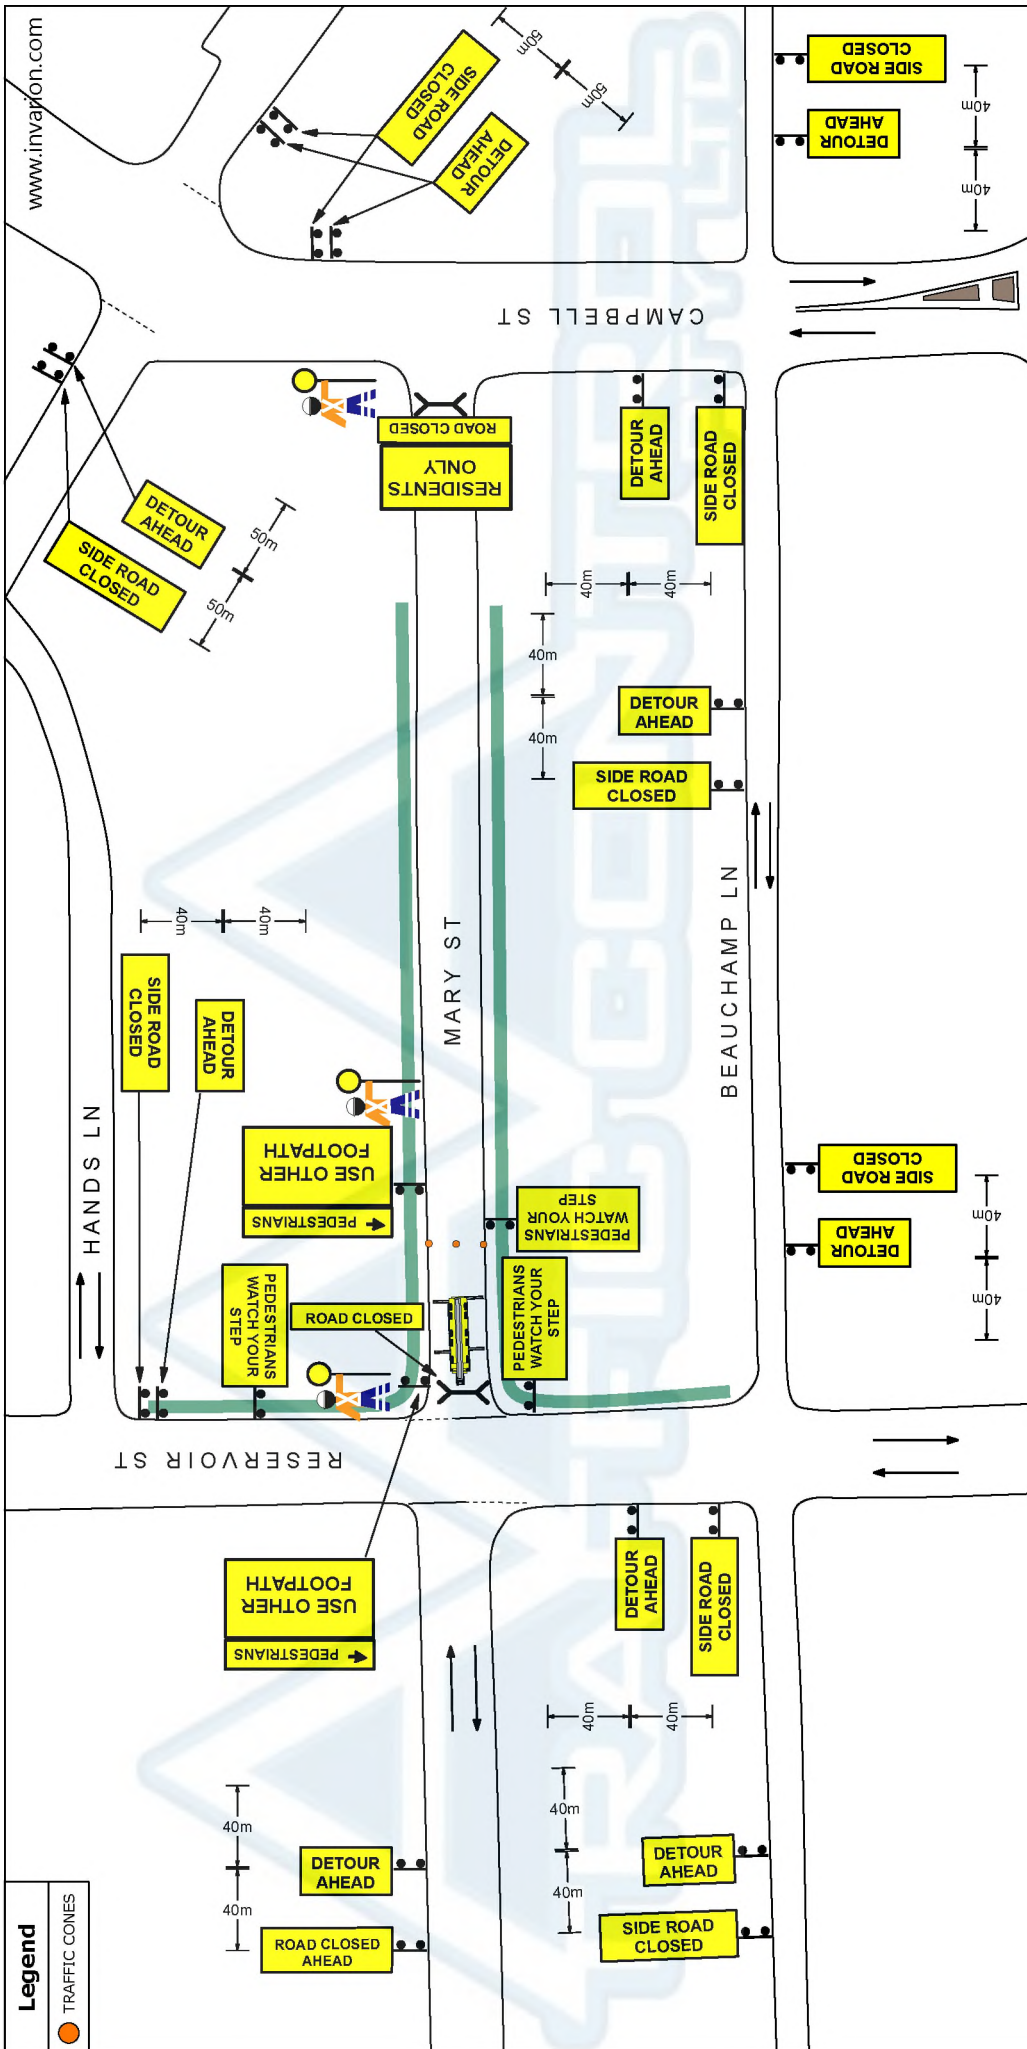 www.invarion.com
SIDE ROAD
CLOSED
DETOUR
AHEAD
50m
50m
SIDE ROAD
CLOSED
DETOUR
AHEAD
40m
40m
CAMPBELL ST
ROAD CLOSED
RESIDENTS
ONLY
DETOUR
AHEAD
SIDE ROAD
CLOSED
40m
40m
DETOUR
AHEAD
SIDE ROAD
CLOSED
50m
50m
40m
40m
DETOUR
AHEAD
SIDE ROAD
CLOSED
SIDE ROAD
CLOSED
DETOUR
AHEAD
40m
40m
MARY ST
BEAUCHAMP LN
HANDS LN
USE OTHER
FOOTPATH
PEDESTRIANS
PEDESTRIANS
WATCH YOUR
STEP
PEDESTRIANS
WATCH YOUR
STEP
ROAD CLOSED
PEDESTRIANS
WATCH YOUR
STEP
SIDE ROAD
CLOSED
DETOUR
AHEAD
40m
40m
RESERVOIR ST
USE OTHER
FOOTPATH
PEDESTRIANS
DETOUR
AHEAD
SIDE ROAD
CLOSED
40m
40m
40m
40m
DETOUR
AHEAD
ROAD CLOSED
AHEAD
40m
40m
DETOUR
AHEAD
SIDE ROAD
CLOSED
Legend
TRAFFIC CONES